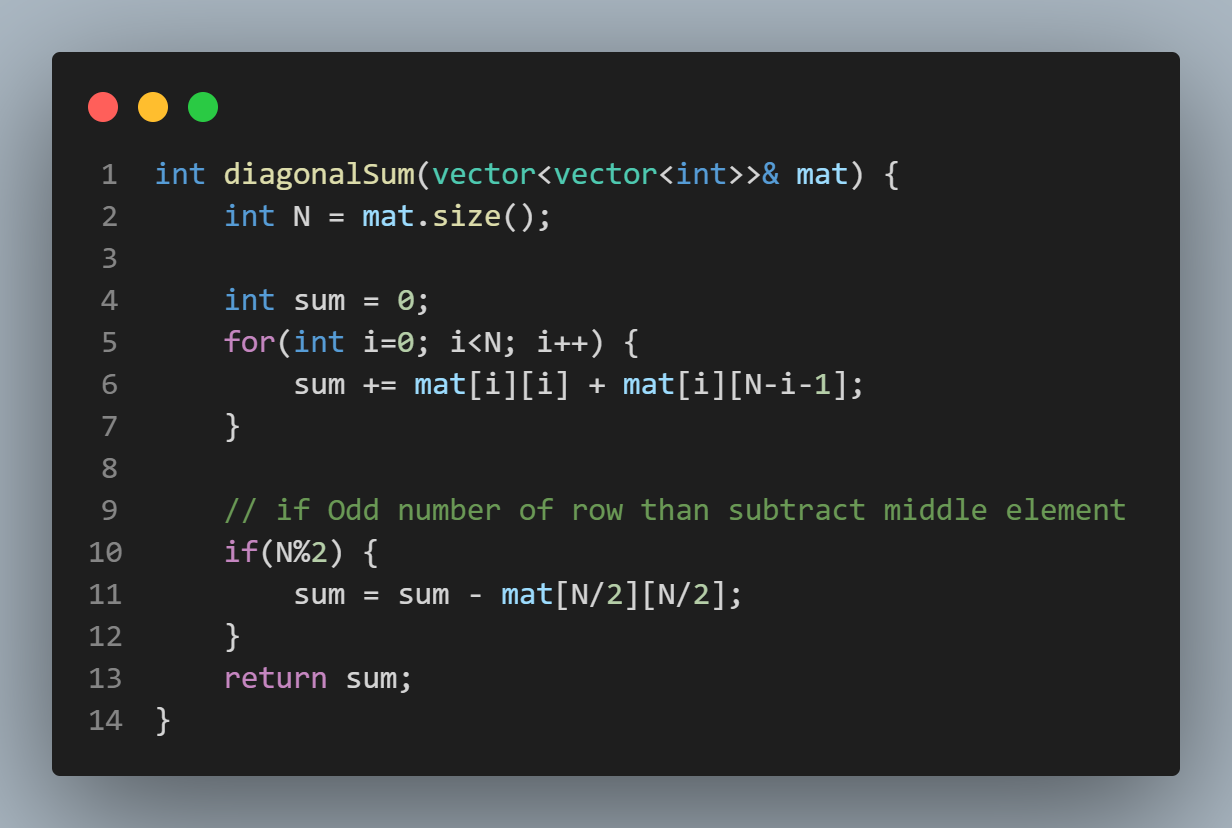 1 int diagonalSum(vector<vector<int>>& mat) {
2     int N = mat.size();
3
4     int sum = 0;
5     for(int i=0; i<N; i++) {
6         sum += mat[i][i] + mat[i][N-i-1];
7     }
8
9     // if Odd number of row than subtract middle element
10     if(N%2) {
11         sum = sum - mat[N/2][N/2];
12     }
13     return sum;
14 }